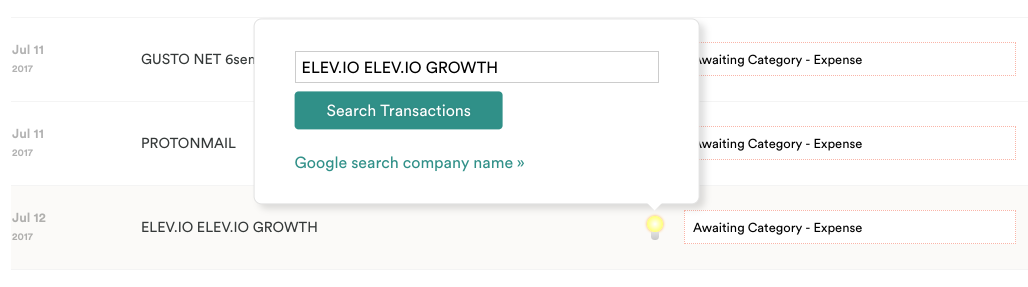 Jul 11
2017
GUSTO NET 6sen
Awaiting Category - Expense
ELEV.IO ELEV.IO GROWTH
Search Transactions
Google search company name »
Jul 11
2017
PROTONMAIL
Awaiting Category - Expense
Jul 12
2017
ELEV.IO ELEV.IO GROWTH
Awaiting Category - Expense